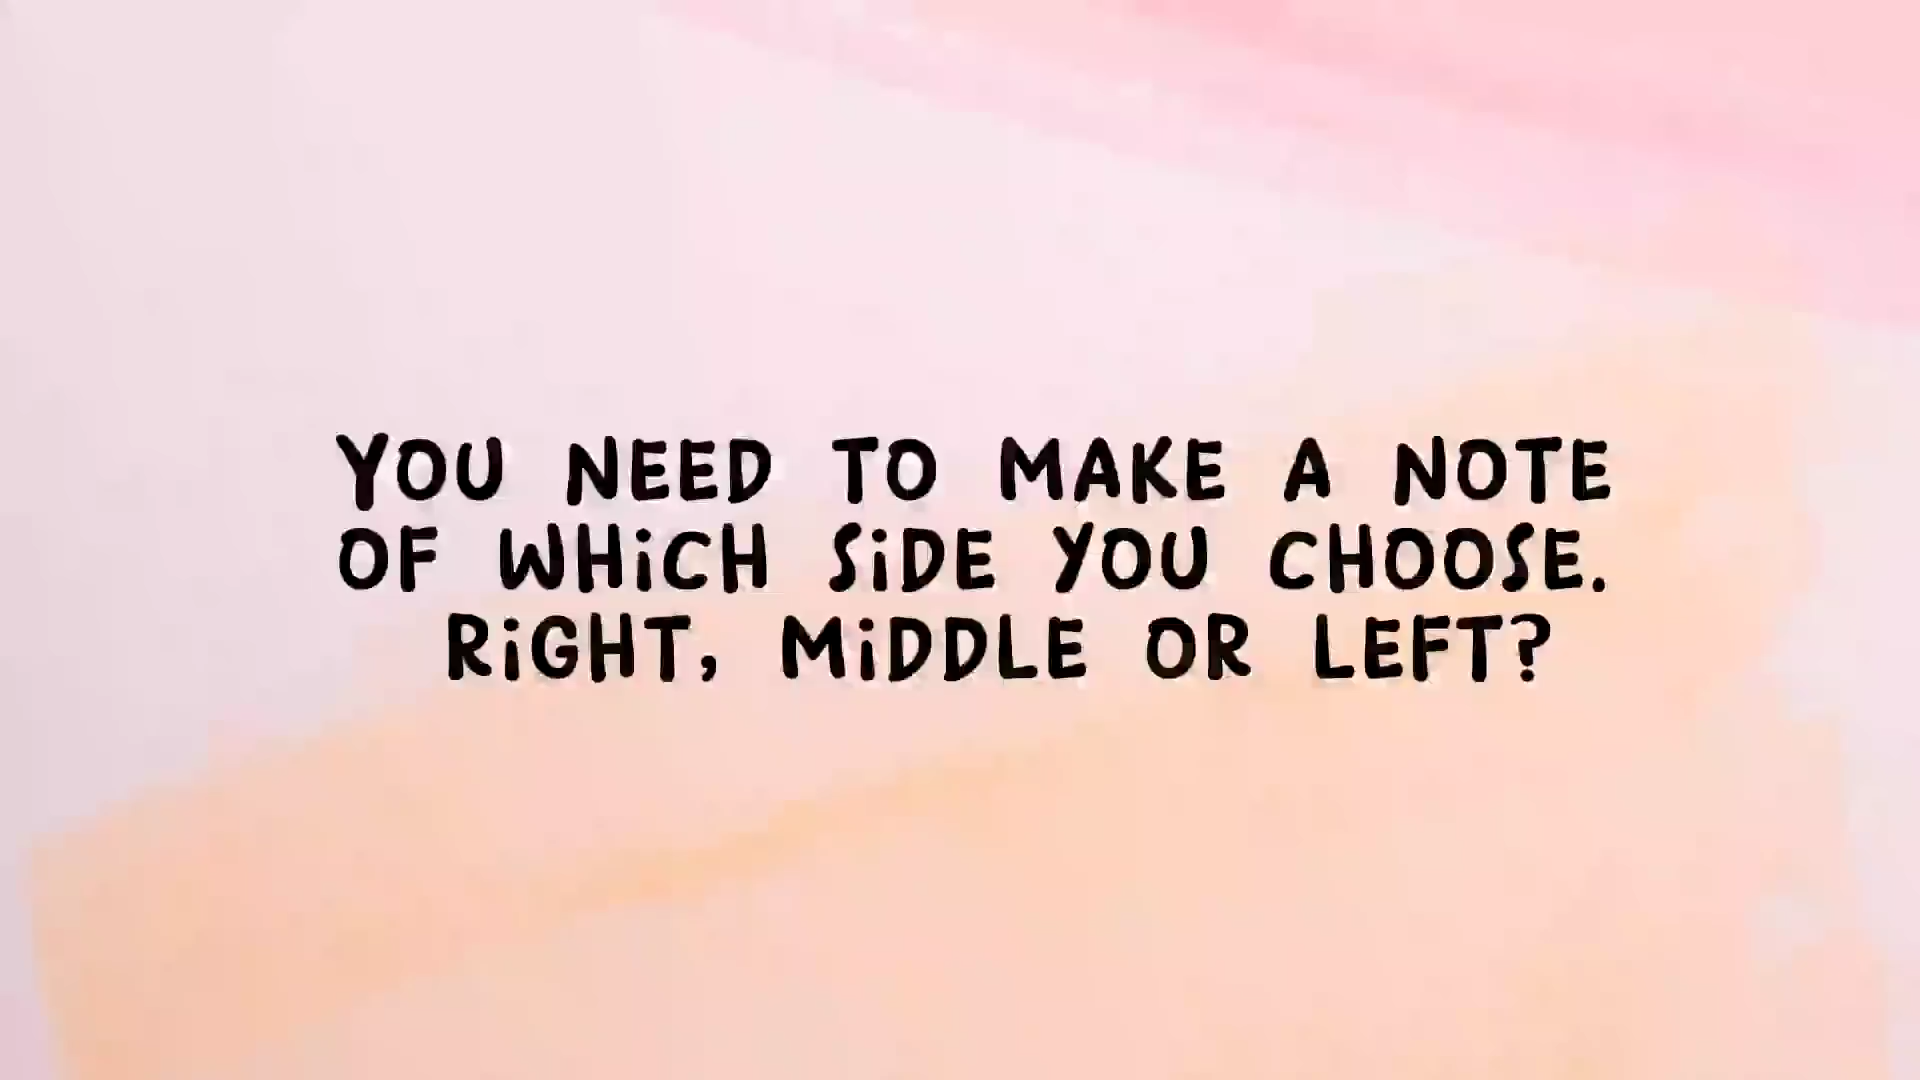 YOU NEED TO MAKE A NOTE
OF WHiCH SiDE YOU CHOOSE.
RiGHT, MiDDLE OR LEFT?